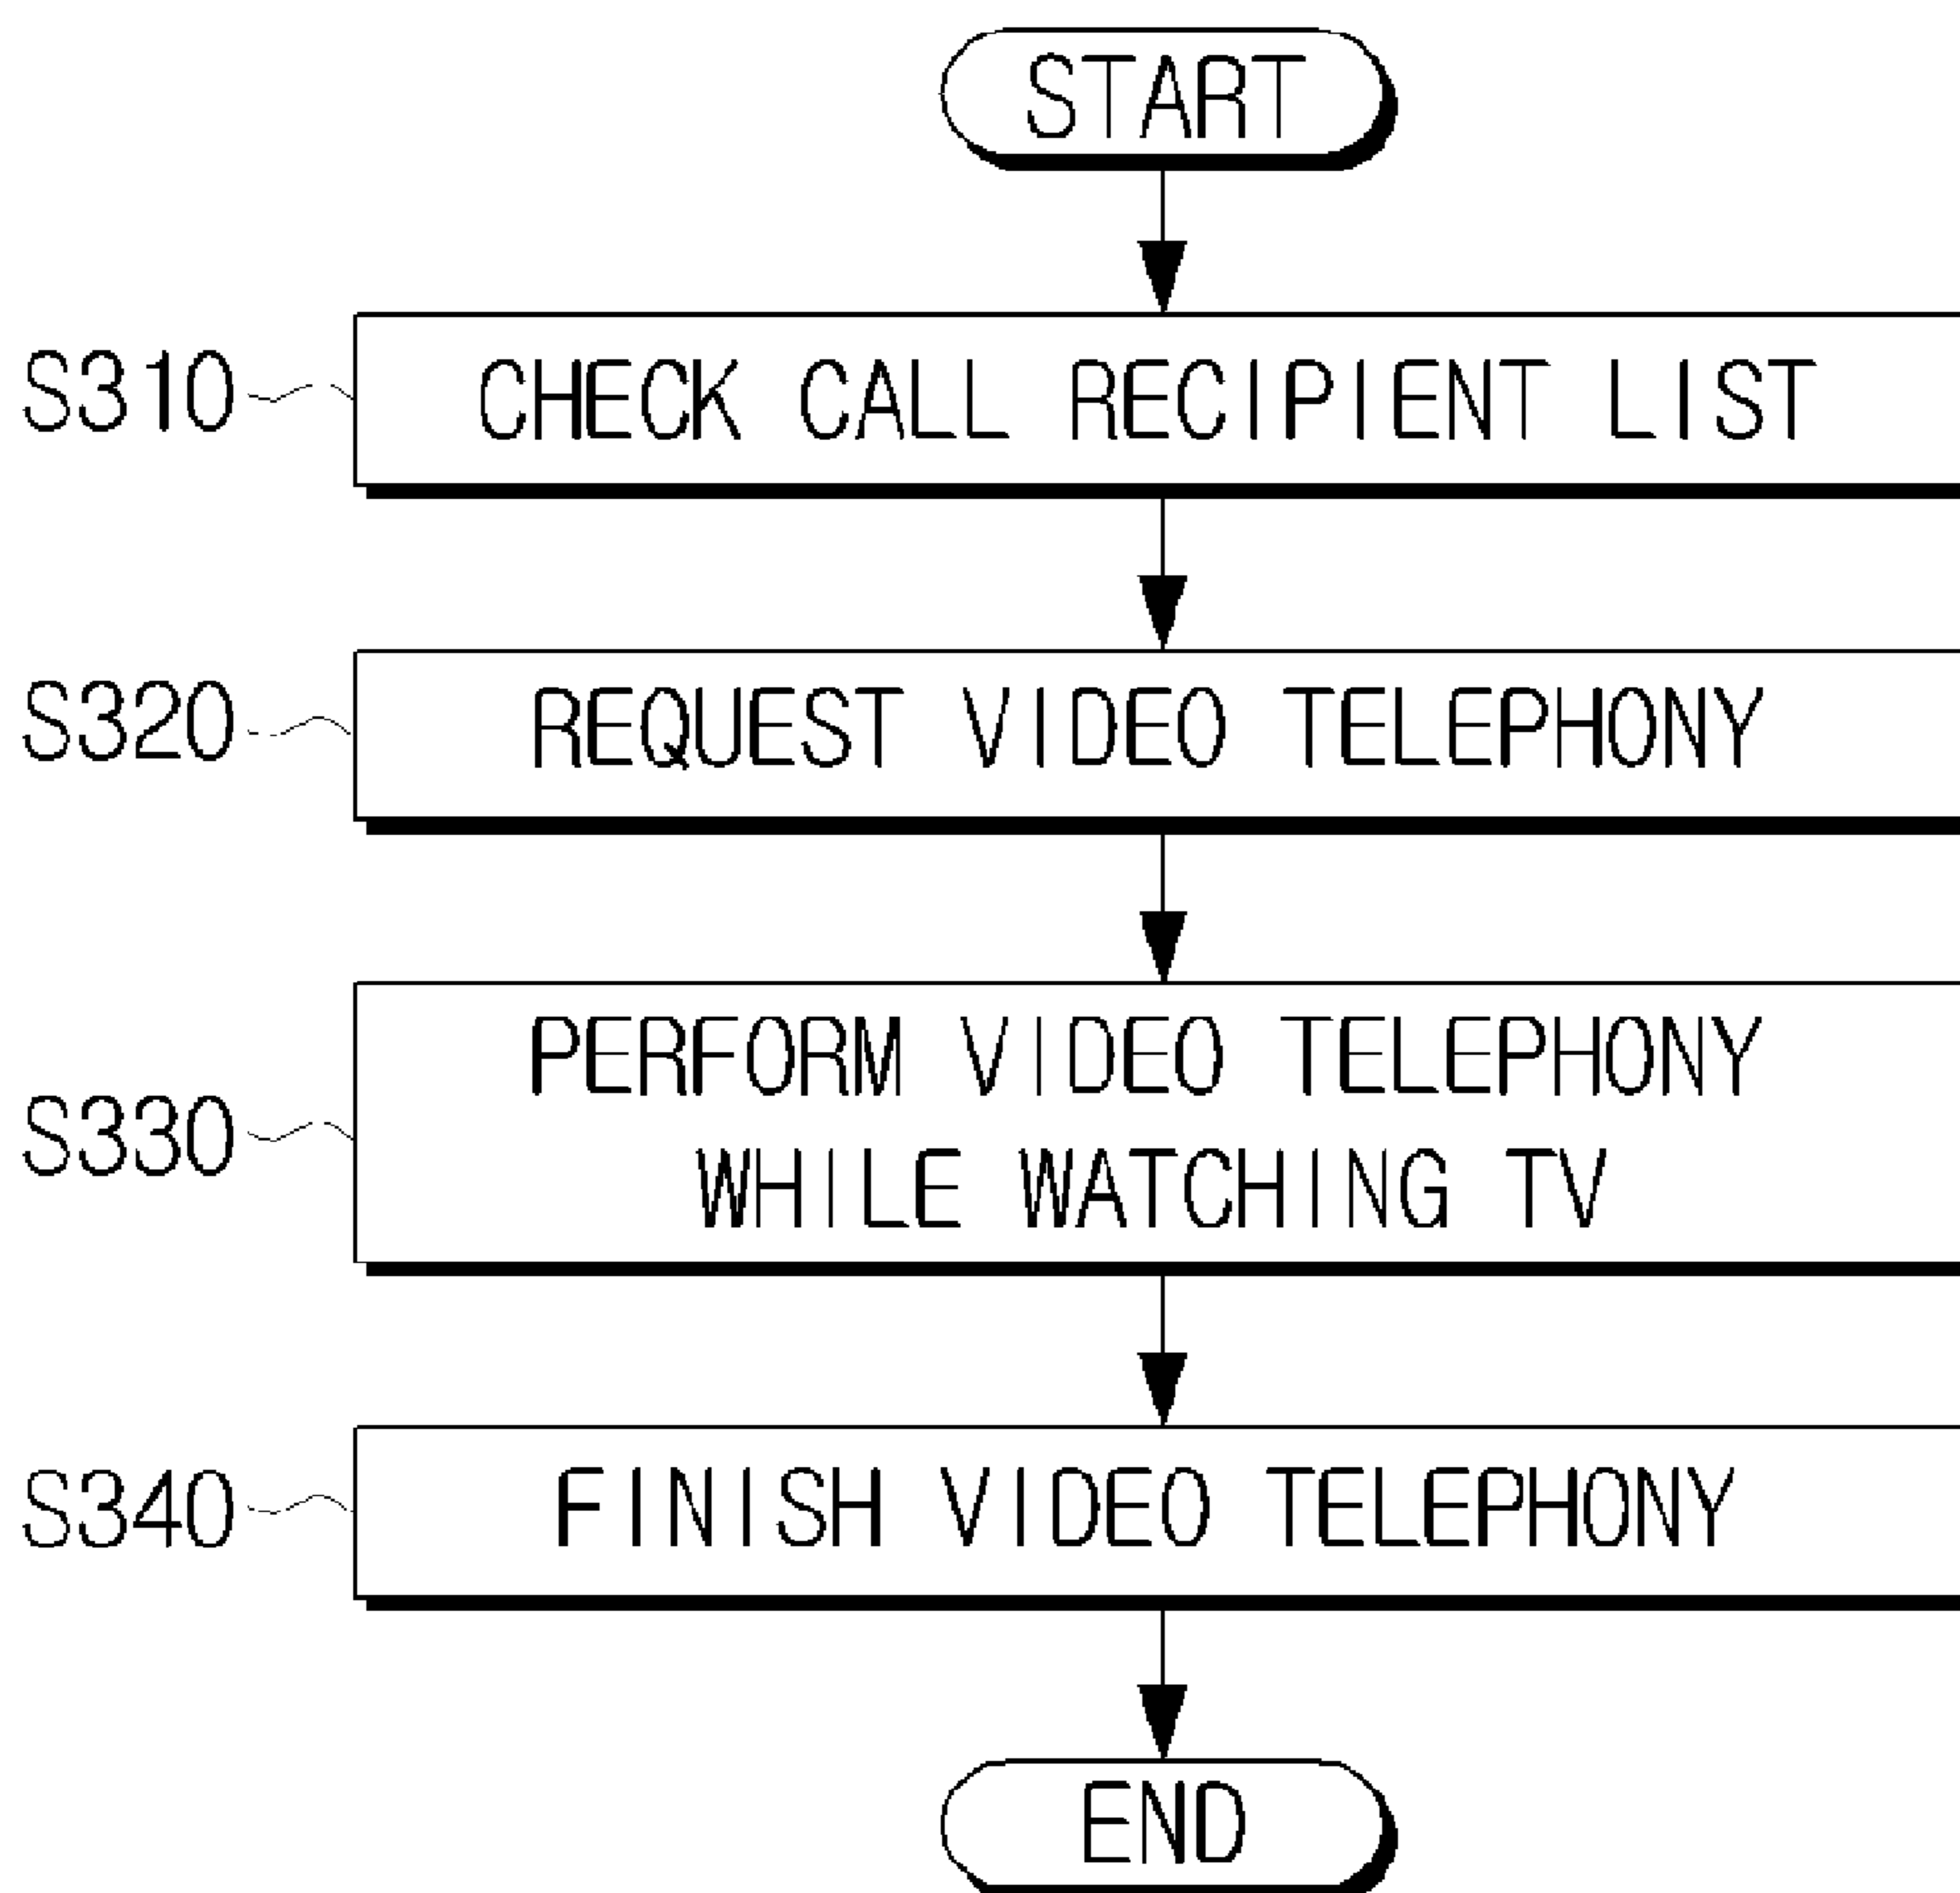 START
S310
CHECK CALL RECIPIENT LIST
S320
REQUEST VIDEO TELEPHONY
S330
PERFORM VIDEO TELEPHONY
WHILE WATCHING TV
S340
FINISH VIDEO TELEPHONY
END